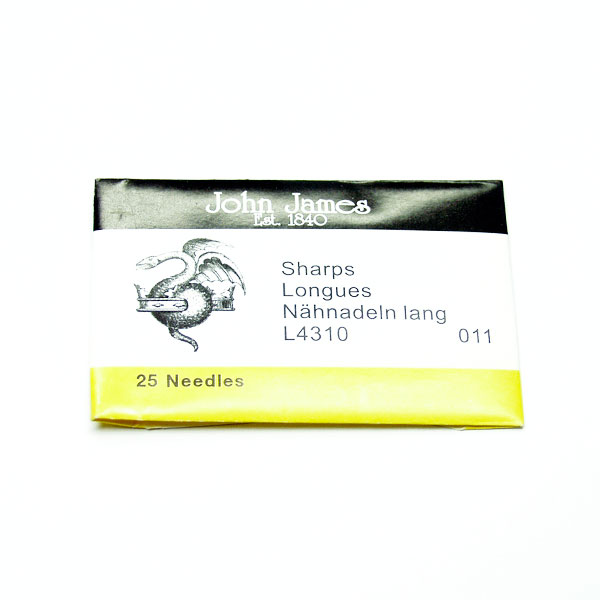 John James
Est. 1840
Sharps
Longues
Nähnadeln lang
L4310 011
25 Needles